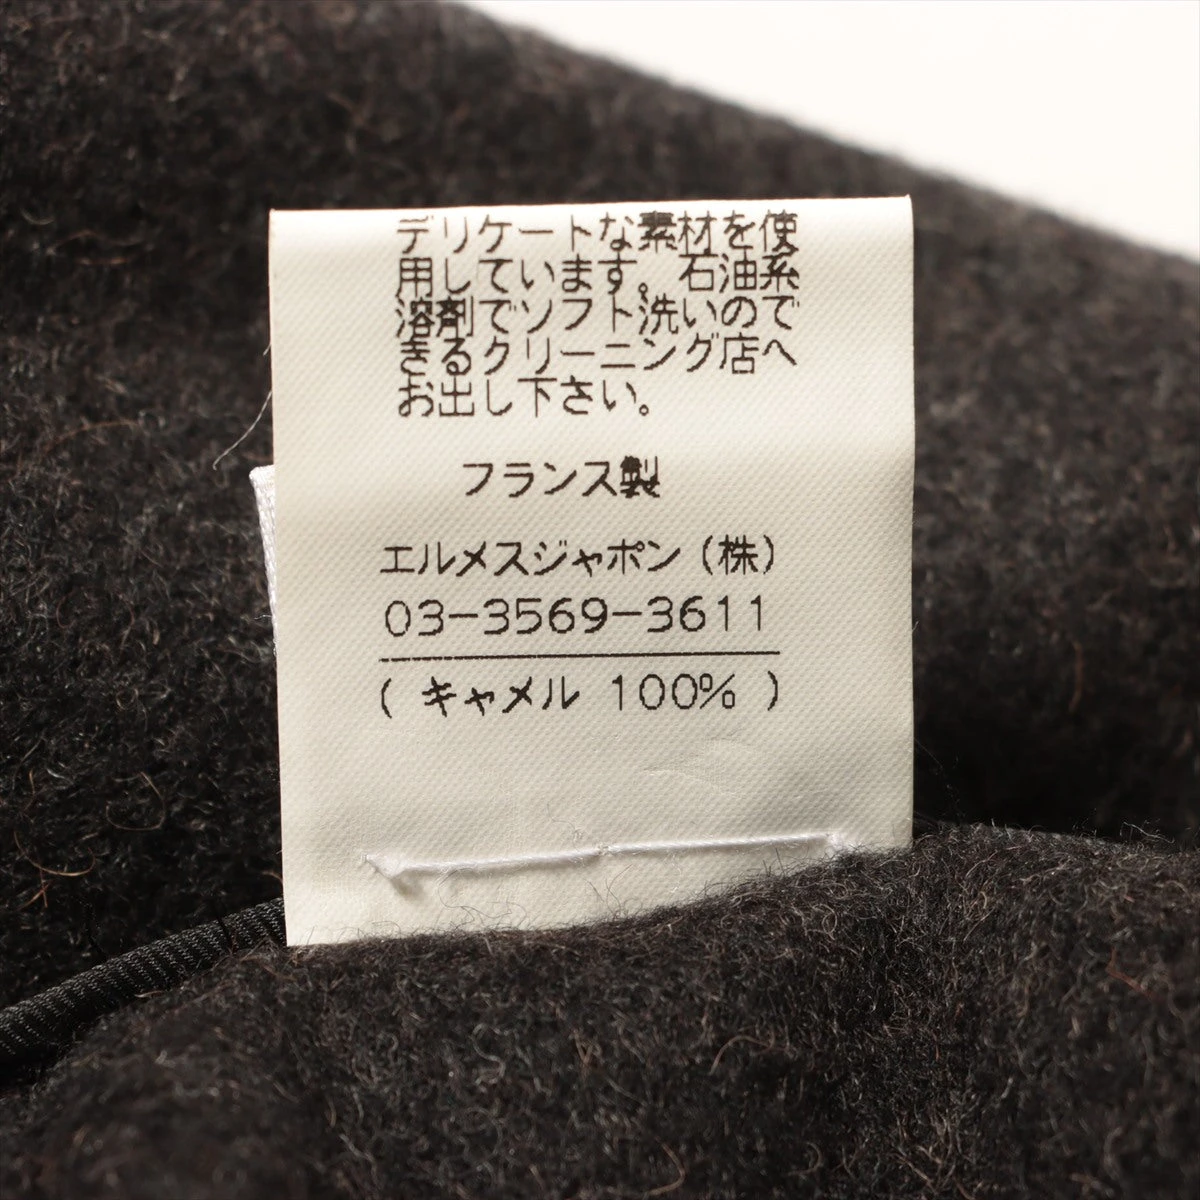 デリケートな素材を使
用しています。石油系
溶剤でソフト洗いので
きるクリーニング店へ
お出し下さい。
フランス製
エルメスジャポン(株)
03-3569-3611
( キャメル 100% )